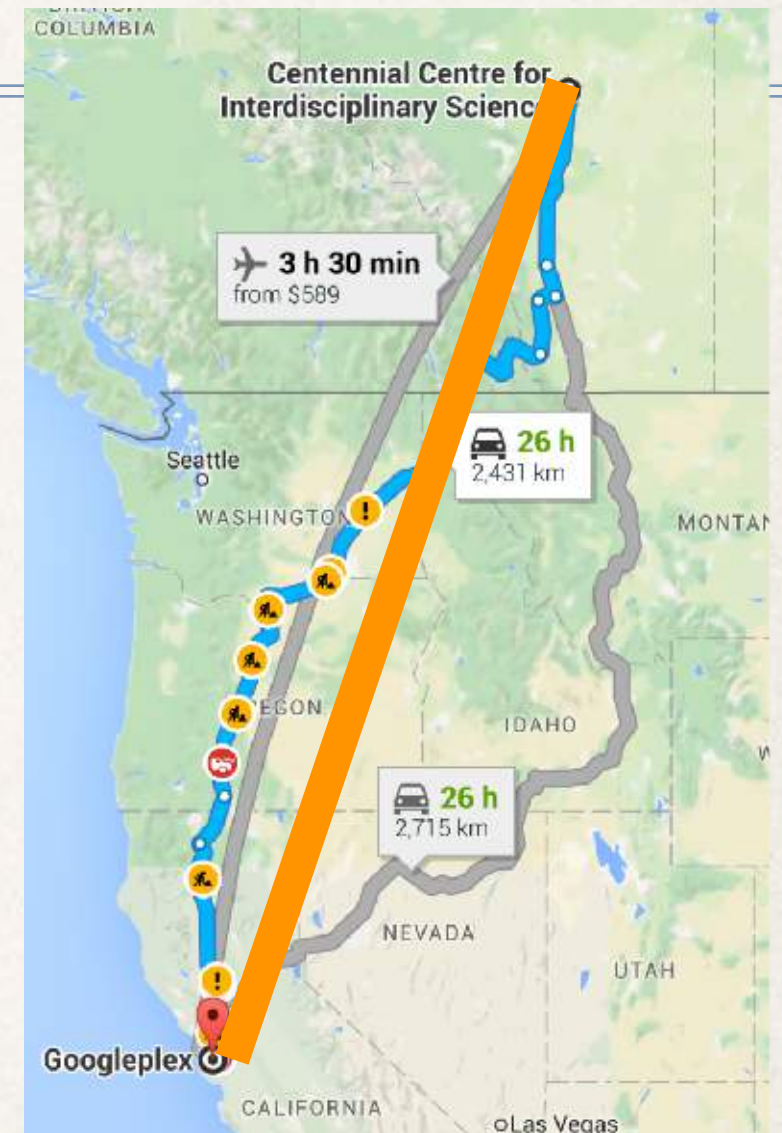 COLUMBIA
Centennial Centre for
Interdisciplinary
3 h 30 min
from $589
Seattle
26 h
2,431 km
WASHINGTON
MONTAN
OREGON
IDAHO
26 h
2,715 km
NEVADA
UTAH
Googleplex
CALIFORNIA
Las Vegas